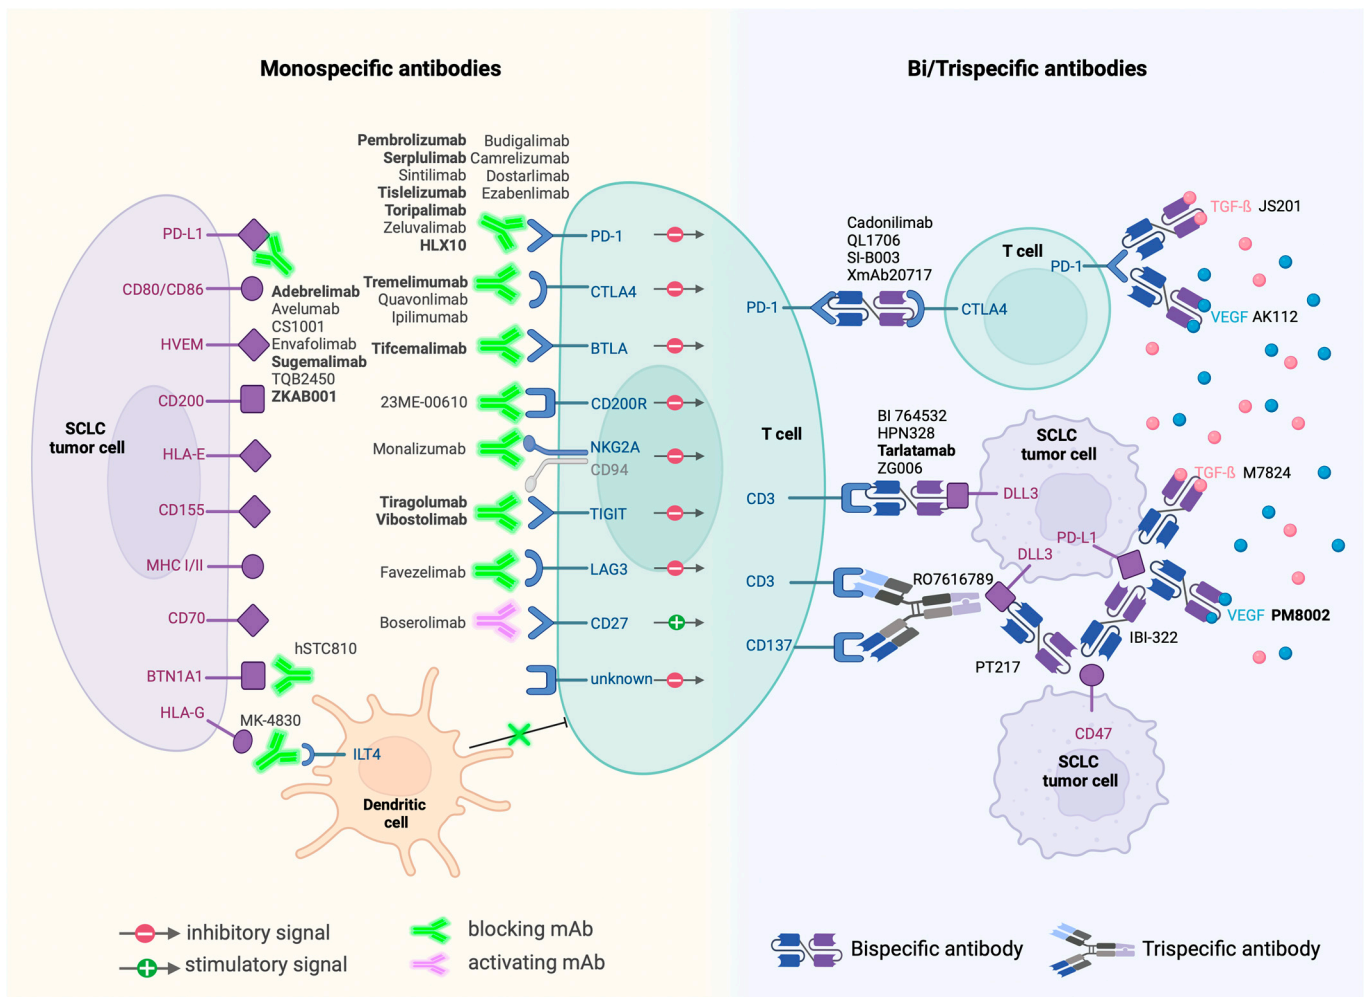 Monospecific antibodies
Bi/Trispecific antibodies
Pembrolizumab
Serplulimab
Sintilimab
Tislelizumab
Toripalimab
Zeluvalimab
HLX10
Budigalimab
Camrelizumab
Dostarlimab
Ezabenlimab
PD-L1
CD80/CD86
HVEM
CD200
HLA-E
CD155
MHC I/II
CD70
BTN1A1
HLA-G
SCLC
tumor cell
Adebrelimab
Avelumab
CS1001
Envafolimab
Sugemalimab
TQB2450
ZKAB001
hSTC810
MK-4830
ILT4
Dendritic
cell
Tremelimumab
Quavonlimab
Ipilimumab
Tifcemalimab
23ME-00610
Monalizumab
Tiragolumab
Vibostolimab
Favezelimab
Boserolimab
PD-1
CTLA4
BTLA
CD200R
NKG2A
CD94
TIGIT
LAG3
CD27
unknown
T cell
PD-1
CD3
CD3
CD137
Cadonilimab
QL1706
SI-B003
XmAb20717
CTLA4
T cell
PD-1
TGF-ß JS201
VEGF AK112
BI 764532
HPN328
Tarlatamab
ZG006
DLL3
SCLC
tumor cell
PD-L1
DLL3
TGF-ß M7824
VEGF PM8002
RO7616789
PT217
IBI-322
CD47
SCLC
tumor cell
inhibitory signal
stimulatory signal
blocking mAb
activating mAb
Bispecific antibody
Trispecific antibody